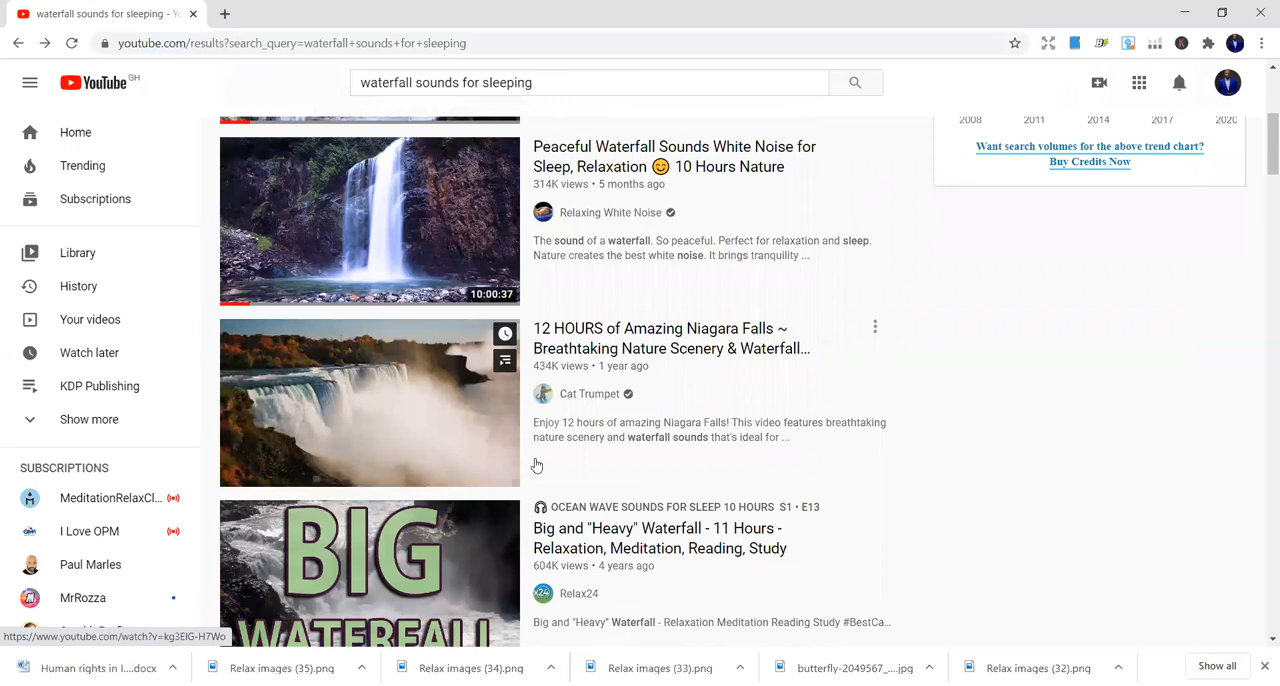 waterfall sounds for sleeping - Yo
youtube.com/results?search_query=waterfall+sounds+for+sleeping
YouTube GH
waterfall sounds for sleeping
Home
Trending
Subscriptions
Library
History
Your videos
Watch later
KDP Publishing
Show more
SUBSCRIPTIONS
MeditationRelaxCl...
I Love OPM
Paul Marles
MrRozza
https://www.youtube.com/watch?v=kg3EIG-H7Wo
10:00:37
Peaceful Waterfall Sounds White Noise for
Sleep, Relaxation 😊 10 Hours Nature
314K views • 5 months ago
Relaxing White Noise
The sound of a waterfall. So peaceful. Perfect for relaxation and sleep.
Nature creates the best white noise. It brings tranquility ...
12 HOURS of Amazing Niagara Falls ~
Breathtaking Nature Scenery & Waterfall...
434K views • 1 year ago
Cat Trumpet
Enjoy 12 hours of amazing Niagara Falls! This video features breathtaking
nature scenery and waterfall sounds that's ideal for ...
BIG
WATERFALL
OCEAN WAVE SOUNDS FOR SLEEP 10 HOURS S1 • E13
Big and "Heavy" Waterfall - 11 Hours -
Relaxation, Meditation, Reading, Study
604K views • 4 years ago
x24 Relax24
Big and "Heavy" Waterfall - Relaxation Meditation Reading Study #BestCa...
2008 2011 2014 2017 2020
Want search volumes for the above trend chart?
Buy Credits Now
Human rights in I....docx
Relax images (35).png
Relax images (34).png
Relax images (33).png
butterfly-2049567_....jpg
Relax images (32).png
Show all